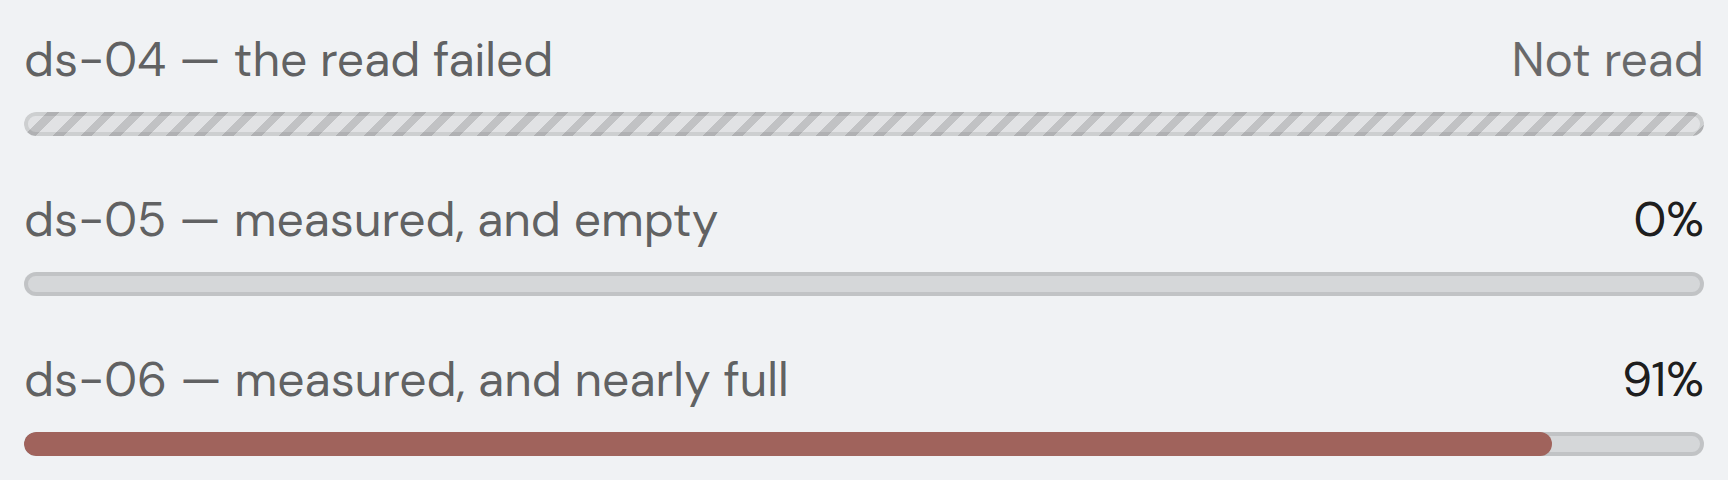 ds-04 — the read failed Not read
ds-05 — measured, and empty 0%
ds-06 — measured, and nearly full 91%